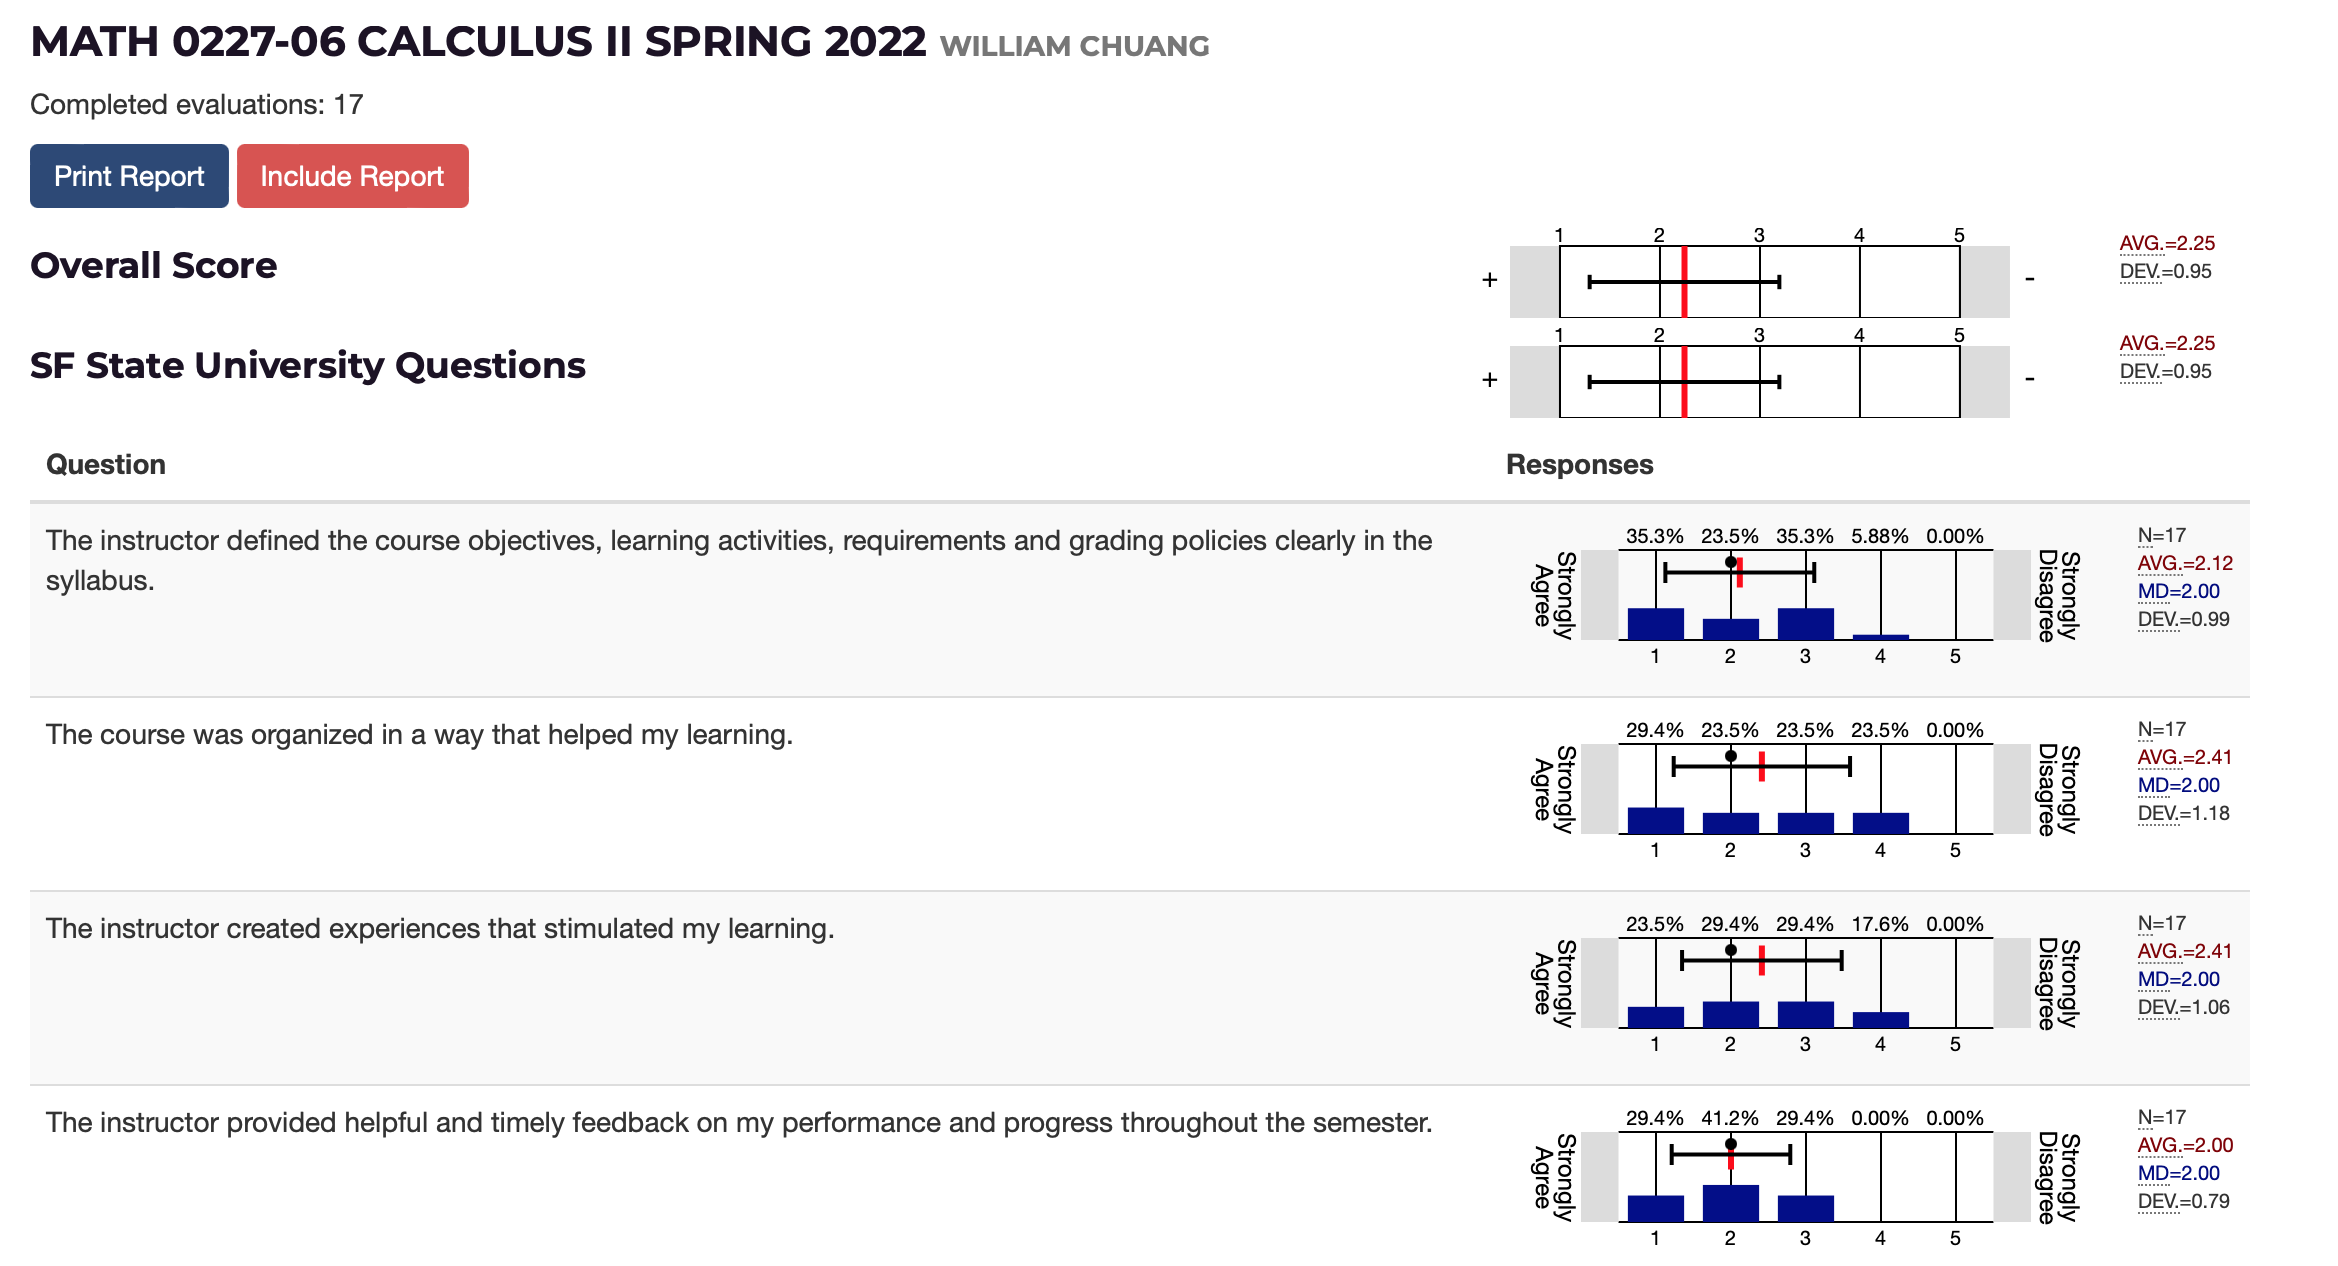 MATH 0227-06 CALCULUS II SPRING 2022 WILLIAM CHUANG
Completed evaluations: 17
Print Report Include Report
Overall Score
1 2 3 4 5
+ -
AVG.=2.25
DEV.=0.95
SF State University Questions
1 2 3 4 5
+ -
AVG.=2.25
DEV.=0.95
Question Responses
The instructor defined the course objectives, learning activities, requirements and grading policies clearly in the
syllabus.
35.3% 23.5% 35.3% 5.88% 0.00%
Strongly
Agree
Strongly
Disagree
1 2 3 4 5
N=17
AVG.=2.12
MD=2.00
DEV.=0.99
The course was organized in a way that helped my learning.
29.4% 23.5% 23.5% 23.5% 0.00%
Strongly
Agree
Strongly
Disagree
1 2 3 4 5
N=17
AVG.=2.41
MD=2.00
DEV.=1.18
The instructor created experiences that stimulated my learning.
23.5% 29.4% 29.4% 17.6% 0.00%
Strongly
Agree
Strongly
Disagree
1 2 3 4 5
N=17
AVG.=2.41
MD=2.00
DEV.=1.06
The instructor provided helpful and timely feedback on my performance and progress throughout the semester.
29.4% 41.2% 29.4% 0.00% 0.00%
Strongly
Agree
Strongly
Disagree
1 2 3 4 5
N=17
AVG.=2.00
MD=2.00
DEV.=0.79